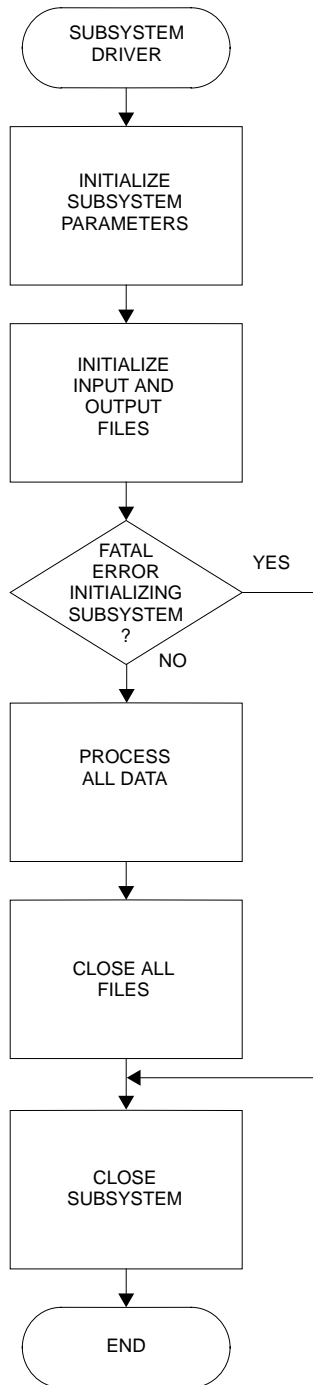 SUBSYSTEM
DRIVER
INITIALIZE
SUBSYSTEM
PARAMETERS
INITIALIZE
INPUT AND
OUTPUT
FILES
FATAL
ERROR
INITIALIZING
SUBSYSTEM
?
YES
NO
PROCESS
ALL DATA
CLOSE ALL
FILES
CLOSE
SUBSYSTEM
END